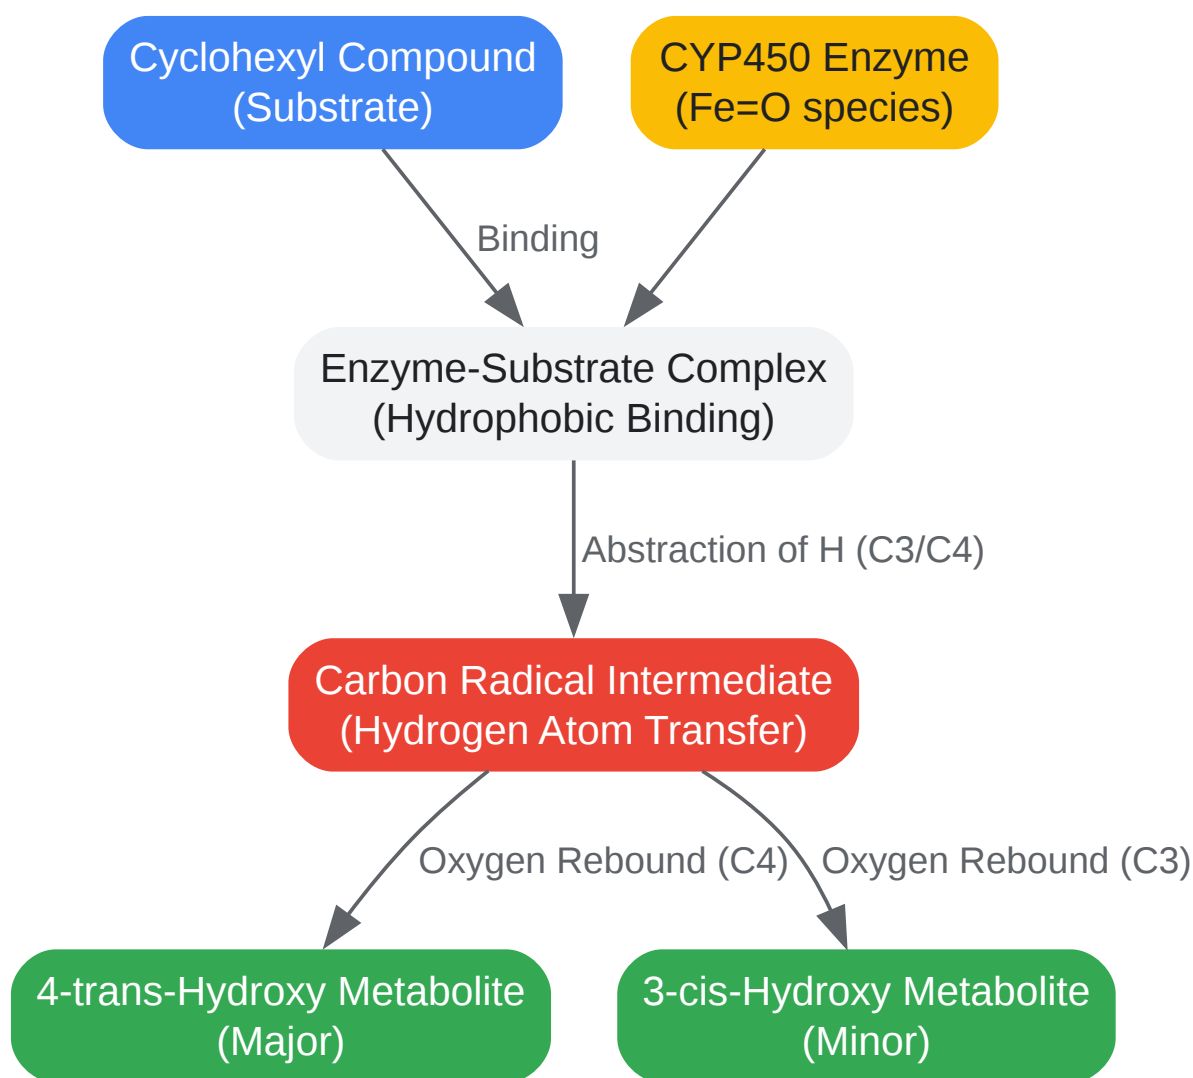 Cyclohexyl Compound
(Substrate)
CYP450 Enzyme
(Fe=O species)
Binding
Enzyme-Substrate Complex
(Hydrophobic Binding)
Abstraction of H (C3/C4)
Carbon Radical Intermediate
(Hydrogen Atom Transfer)
Oxygen Rebound (C4)
Oxygen Rebound (C3)
4-trans-Hydroxy Metabolite
(Major)
3-cis-Hydroxy Metabolite
(Minor)